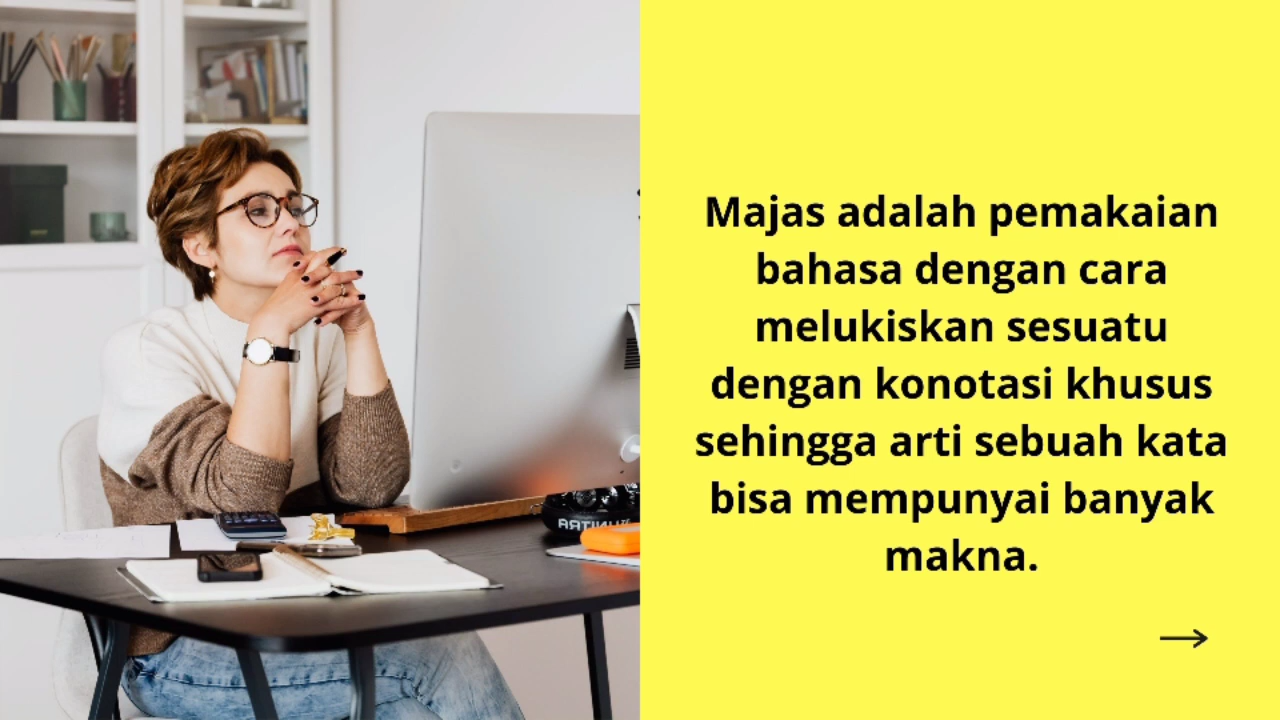 Majas adalah pemakaian
bahasa dengan cara
melukiskan sesuatu
dengan konotasi khusus
sehingga arti sebuah kata
bisa mempunyai banyak
makna.